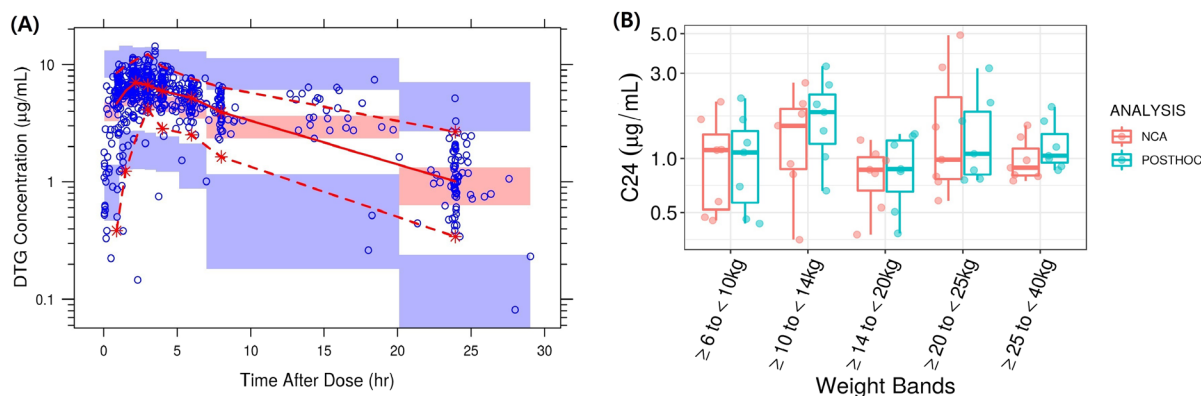 (A)
DTG Concentration (µg/mL)
10
1
0.1
0 5 10 15 20 25 30
Time After Dose (hr)
(B)
C24 (µg/mL)
5.0
3.0
1.0
0.5
≥ 6 to < 10kg
≥ 10 to < 14kg
≥ 14 to < 20kg
≥ 20 to < 25kg
≥ 25 to < 40kg
Weight Bands
ANALYSIS
NCA
POSTHOC